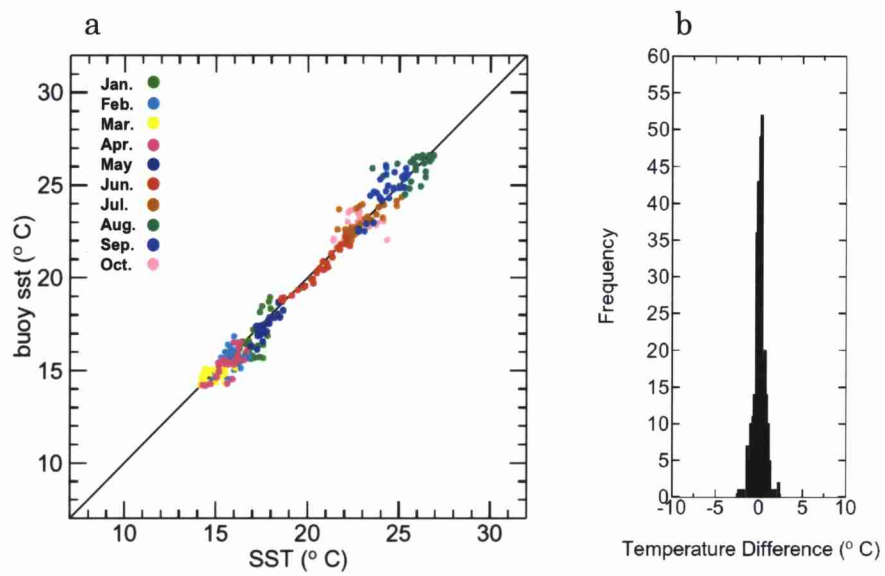 a
b
30
25
20
15
10
10
15
20
25
30
buoy sst (° C)
SST (° C)
Jan.
Feb.
Mar.
Apr.
May
Jun.
Jul.
Aug.
Sep.
Oct.
60
55
50
45
40
35
30
25
20
15
10
5
0
-10
-5
0
5
10
Frequency
Temperature Difference (° C)